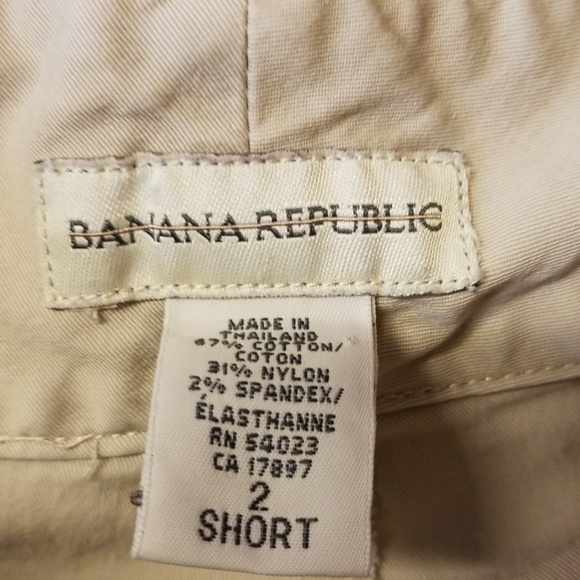 BANANA REPUBLIC
MADE IN
THAILAND
67% COTTON/
COTON
31% NYLON
2% SPANDEX/
ÉLASTHANNE
RN 54023
CA 17897
2
SHORT